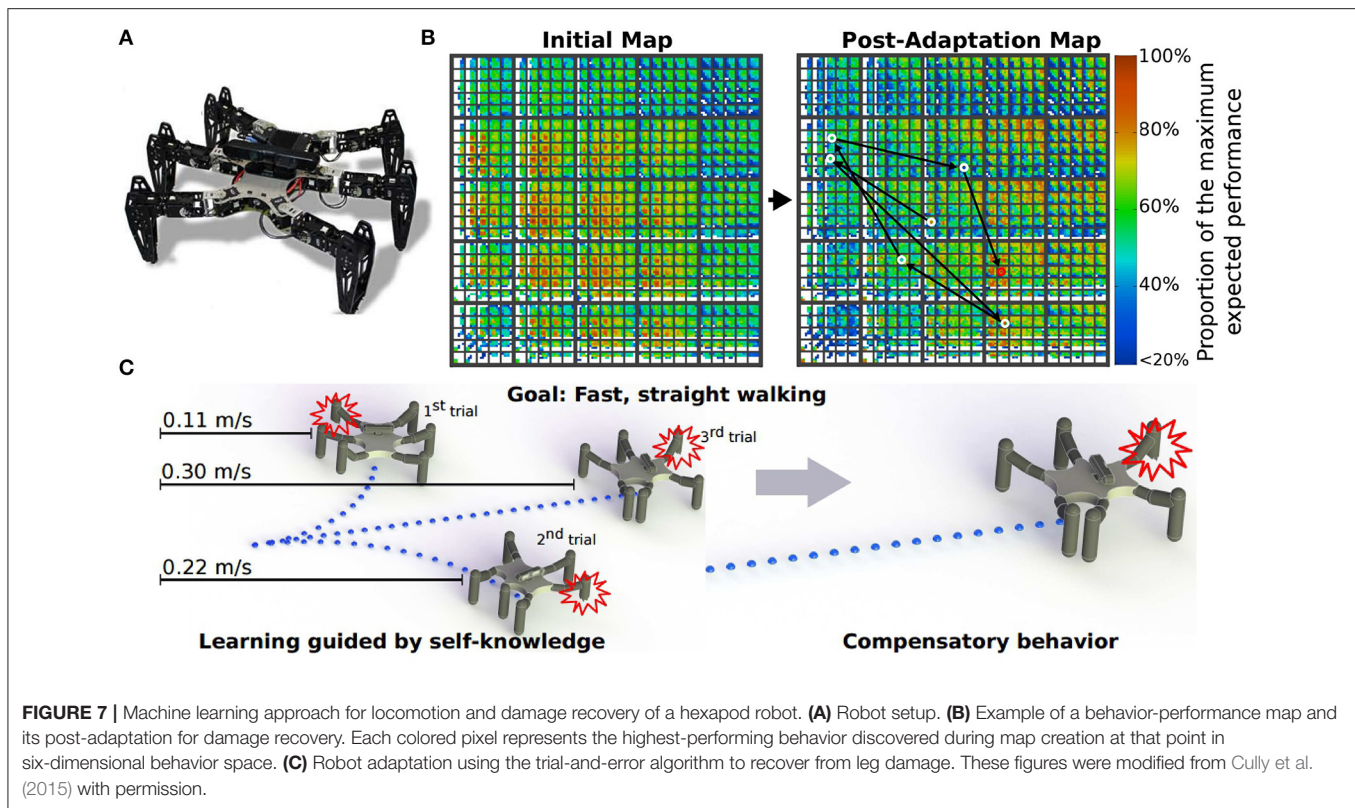 A
B
Initial Map
Post-Adaptation Map
100%
80%
60%
40%
<20%
Proportion of the maximum
expected performance
C
Goal: Fast, straight walking
0.11 m/s
1st trial
3rd trial
0.30 m/s
2nd trial
0.22 m/s
Learning guided by self-knowledge
Compensatory behavior
FIGURE 7 | Machine learning approach for locomotion and damage recovery of a hexapod robot. (A) Robot setup. (B) Example of a behavior-performance map and
its post-adaptation for damage recovery. Each colored pixel represents the highest-performing behavior discovered during map creation at that point in
six-dimensional behavior space. (C) Robot adaptation using the trial-and-error algorithm to recover from leg damage. These figures were modified from Cully et al.
(2015) with permission.